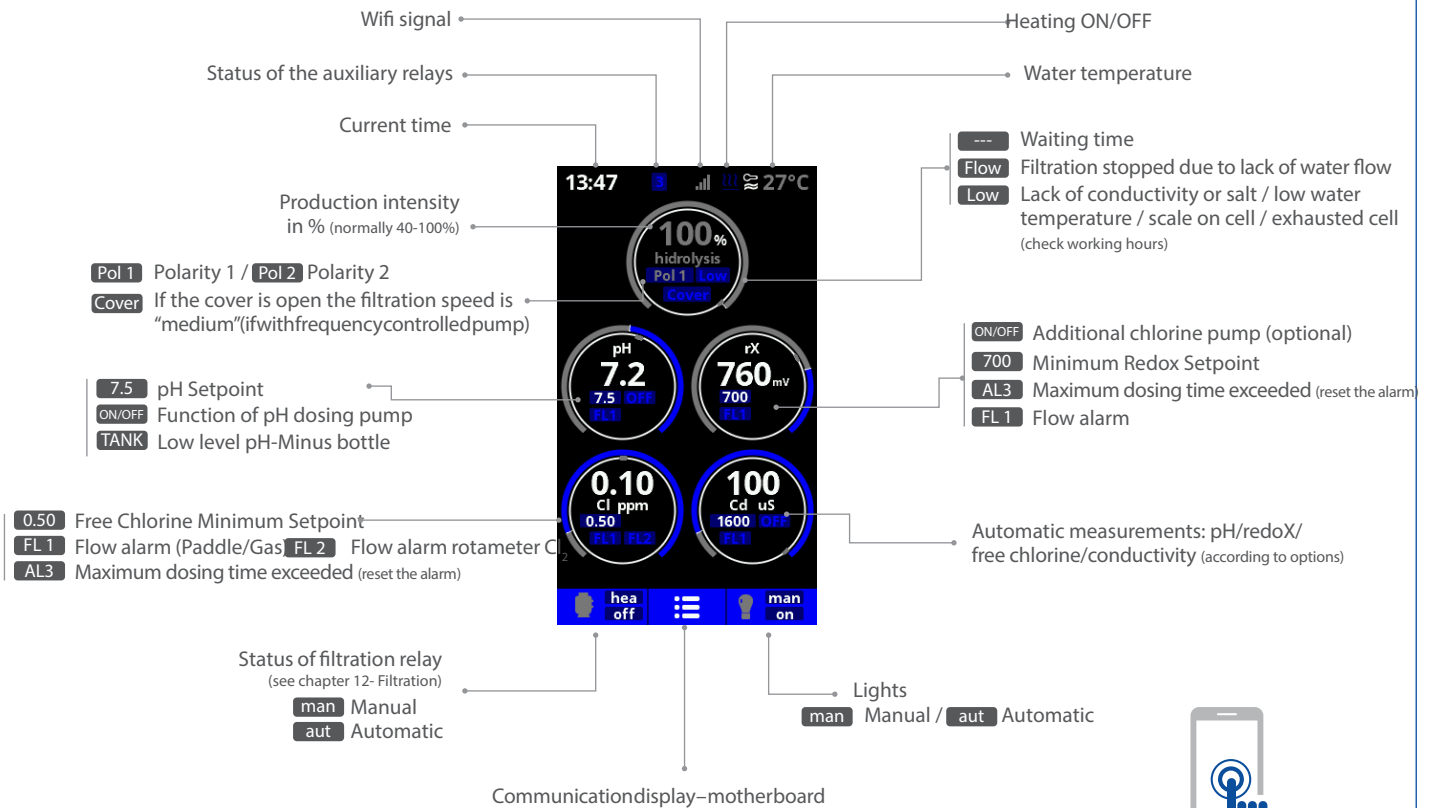 Wifi signal
Heating ON/OFF
Status of the auxiliary relays
Water temperature
Current time
--- Waiting time
Flow Filtration stopped due to lack of water flow
Low Lack of conductivity or salt / low water
temperature / scale on cell / exhausted cell
(check working hours)
Production intensity
in % (normally 40-100%)
Pol 1 Polarity 1 / Pol 2 Polarity 2
Cover If the cover is open the filtration speed is
“medium”(ifwithfrequencycontrolledpump)
13:47 3 27°C
100%
hidrolysis
Pol 1 Low
Cover
pH
7.2
7.5 OFF
FL1
rX
760 mV
700
FL1
0.10
Cl ppm
0.50
FL1 FL2
100
Cd uS
1600 OFF
FL1
hea
off
man
on
ON/OFF Additional chlorine pump (optional)
700 Minimum Redox Setpoint
AL3 Maximum dosing time exceeded (reset the alarm)
FL 1 Flow alarm
7.5 pH Setpoint
ON/OFF Function of pH dosing pump
TANK Low level pH-Minus bottle
0.50 Free Chlorine Minimum Setpoint
FL 1 Flow alarm (Paddle/Gas) FL 2 Flow alarm rotameter Cl2
AL3 Maximum dosing time exceeded (reset the alarm)
Automatic measurements: pH/redoX/
free chlorine/conductivity (according to options)
Status of filtration relay
(see chapter 12- Filtration)
man Manual
aut Automatic
Lights
man Manual / aut Automatic
Communicationdisplay–motherboard